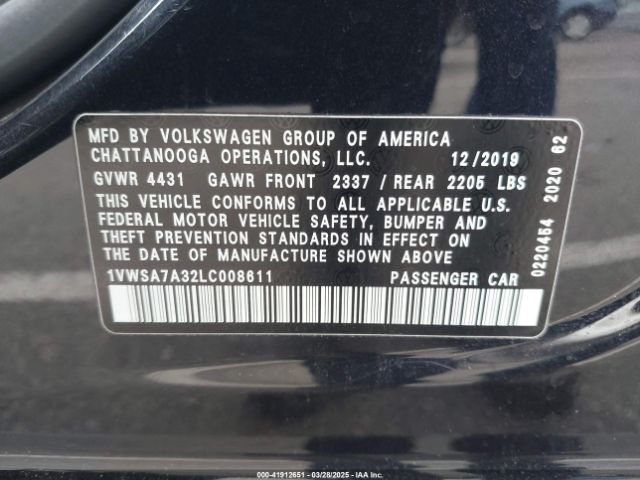 MFD BY VOLKSWAGEN GROUP OF AMERICA
CHATTANOOGA OPERATIONS, LLC. 12/2019
GVWR 4431 GAWR FRONT 2337 / REAR 2205 LBS
THIS VEHICLE CONFORMS TO ALL APPLICABLE U.S.
FEDERAL MOTOR VEHICLE SAFETY, BUMPER AND
THEFT PREVENTION STANDARDS IN EFFECT ON
THE DATE OF MANUFACTURE SHOWN ABOVE
1VWSA7A32LC008611 PASSENGER CAR
0220454 2020 62
000-41912651 - 03/28/2025 - IAA Inc.